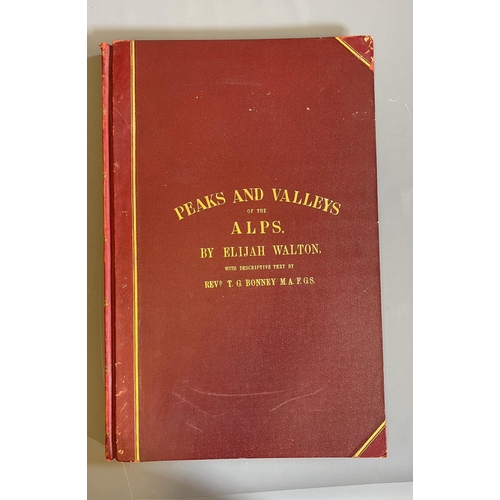 PEAKS AND VALLEYS
OF THE
ALPS.
BY ELIJAH WALTON.
WITH DESCRIPTIVE TEXT BY
REVD. T. G. BONNEY M.A. F.G.S.